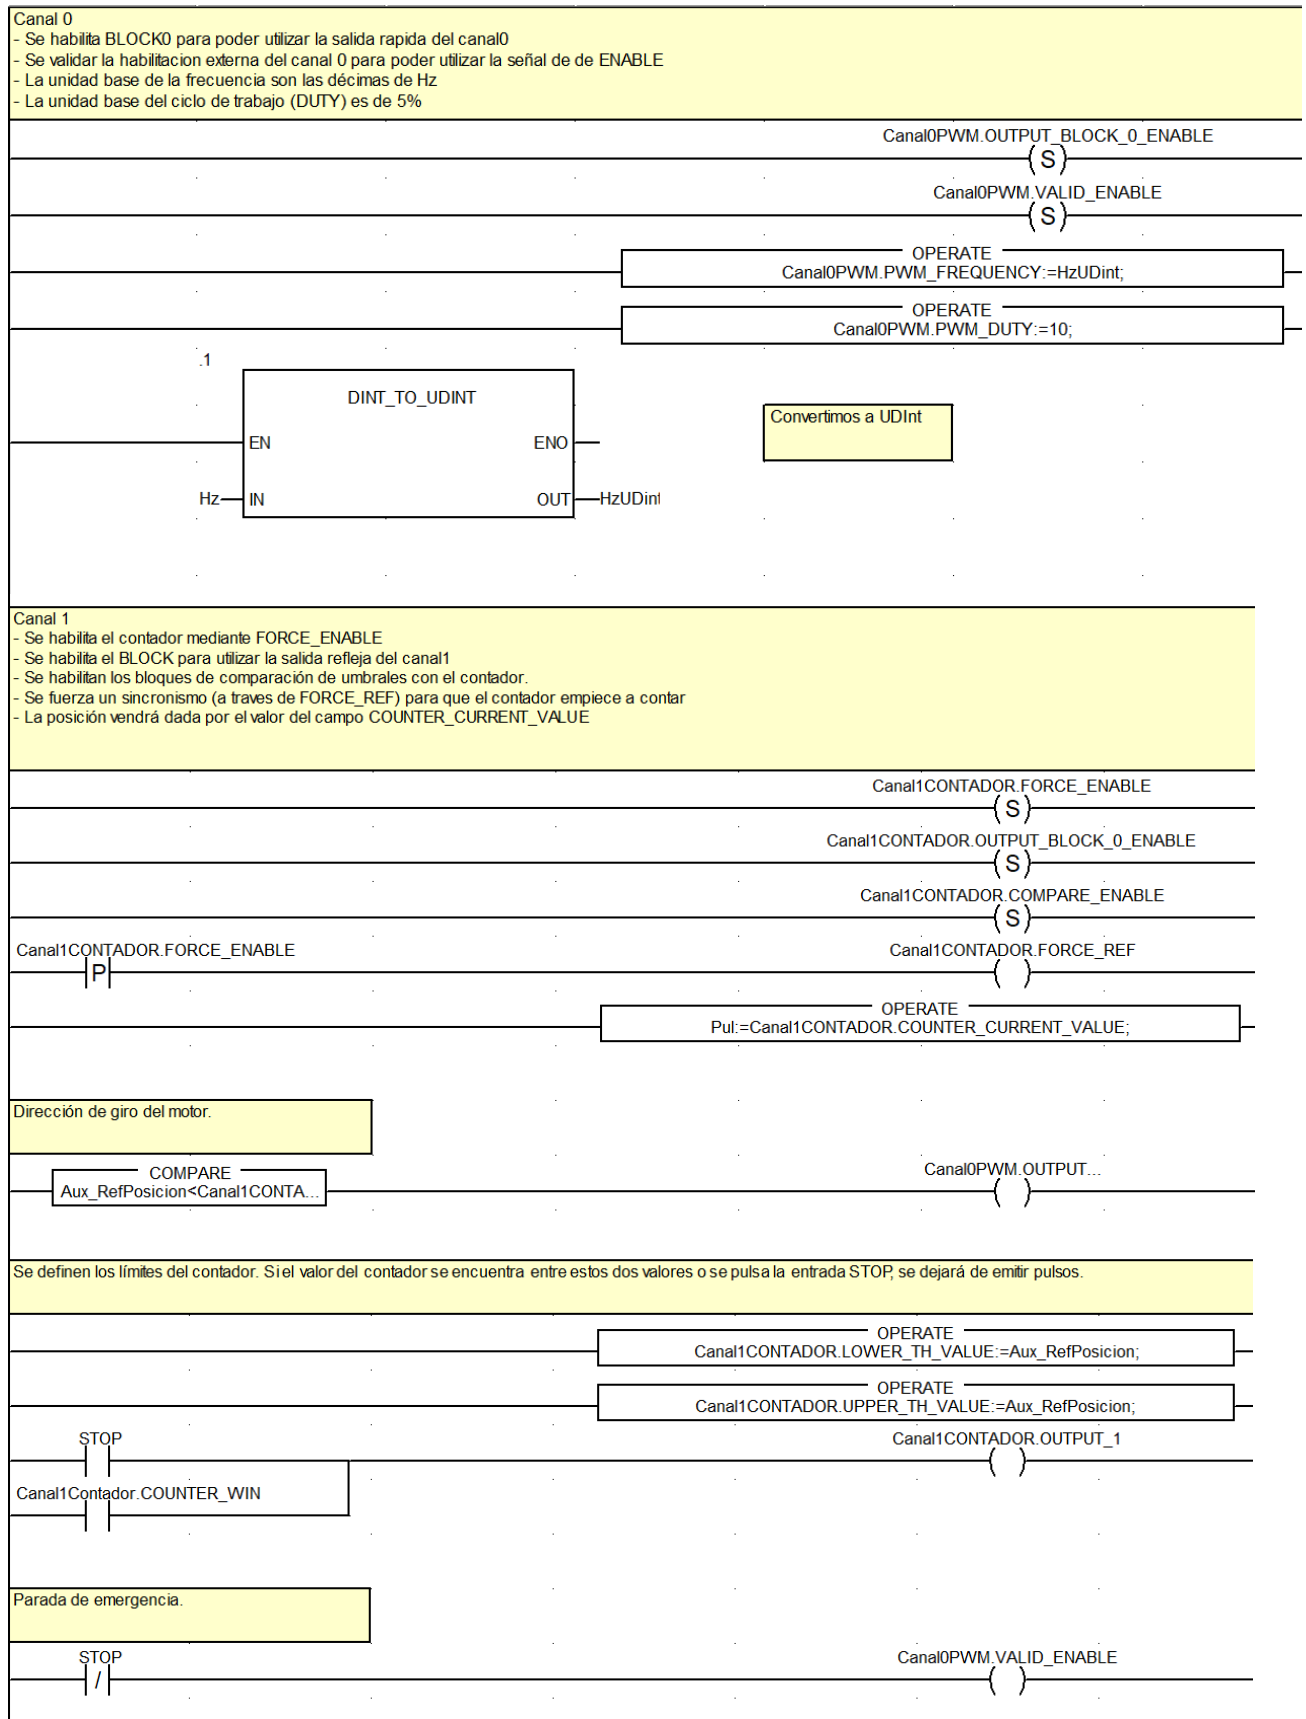 Canal 0
- Se habilita BLOCK0 para poder utilizar la salida rapida del canal0
- Se validar la habilitacion externa del canal 0 para poder utilizar la señal de de ENABLE
- La unidad base de la frecuencia son las décimas de Hz
- La unidad base del ciclo de trabajo (DUTY) es de 5%
Canal0PWM.OUTPUT_BLOCK_0_ENABLE
S
Canal0PWM.VALID_ENABLE
S
OPERATE
Canal0PWM.PWM_FREQUENCY:=HzUDint;
OPERATE
Canal0PWM.PWM_DUTY:=10;
.1
DINT_TO_UDINT
Convertimos a UDInt
EN ENO
Hz IN OUT HzUDint
Canal 1
- Se habilita el contador mediante FORCE_ENABLE
- Se habilita el BLOCK para utilizar la salida refleja del canal1
- Se habilitan los bloques de comparación de umbrales con el contador.
- Se fuerza un sincronismo (a traves de FORCE_REF) para que el contador empiece a contar
- La posición vendrá dada por el valor del campo COUNTER_CURRENT_VALUE
Canal1CONTADOR.FORCE_ENABLE
S
Canal1CONTADOR.OUTPUT_BLOCK_0_ENABLE
S
Canal1CONTADOR.COMPARE_ENABLE
S
Canal1CONTADOR.FORCE_ENABLE Canal1CONTADOR.FORCE_REF
P
OPERATE
Pul:=Canal1CONTADOR.COUNTER_CURRENT_VALUE;
Dirección de giro del motor.
COMPARE
Aux_RefPosicion<Canal1CONTA...
Canal0PWM.OUTPUT...
Se definen los límites del contador. Si el valor del contador se encuentra entre estos dos valores o se pulsa la entrada STOP, se dejará de emitir pulsos.
OPERATE
Canal1CONTADOR.LOWER_TH_VALUE:=Aux_RefPosicion;
OPERATE
Canal1CONTADOR.UPPER_TH_VALUE:=Aux_RefPosicion;
STOP Canal1CONTADOR.OUTPUT_1
Canal1Contador.COUNTER_WIN
Parada de emergencia.
STOP Canal0PWM.VALID_ENABLE
/